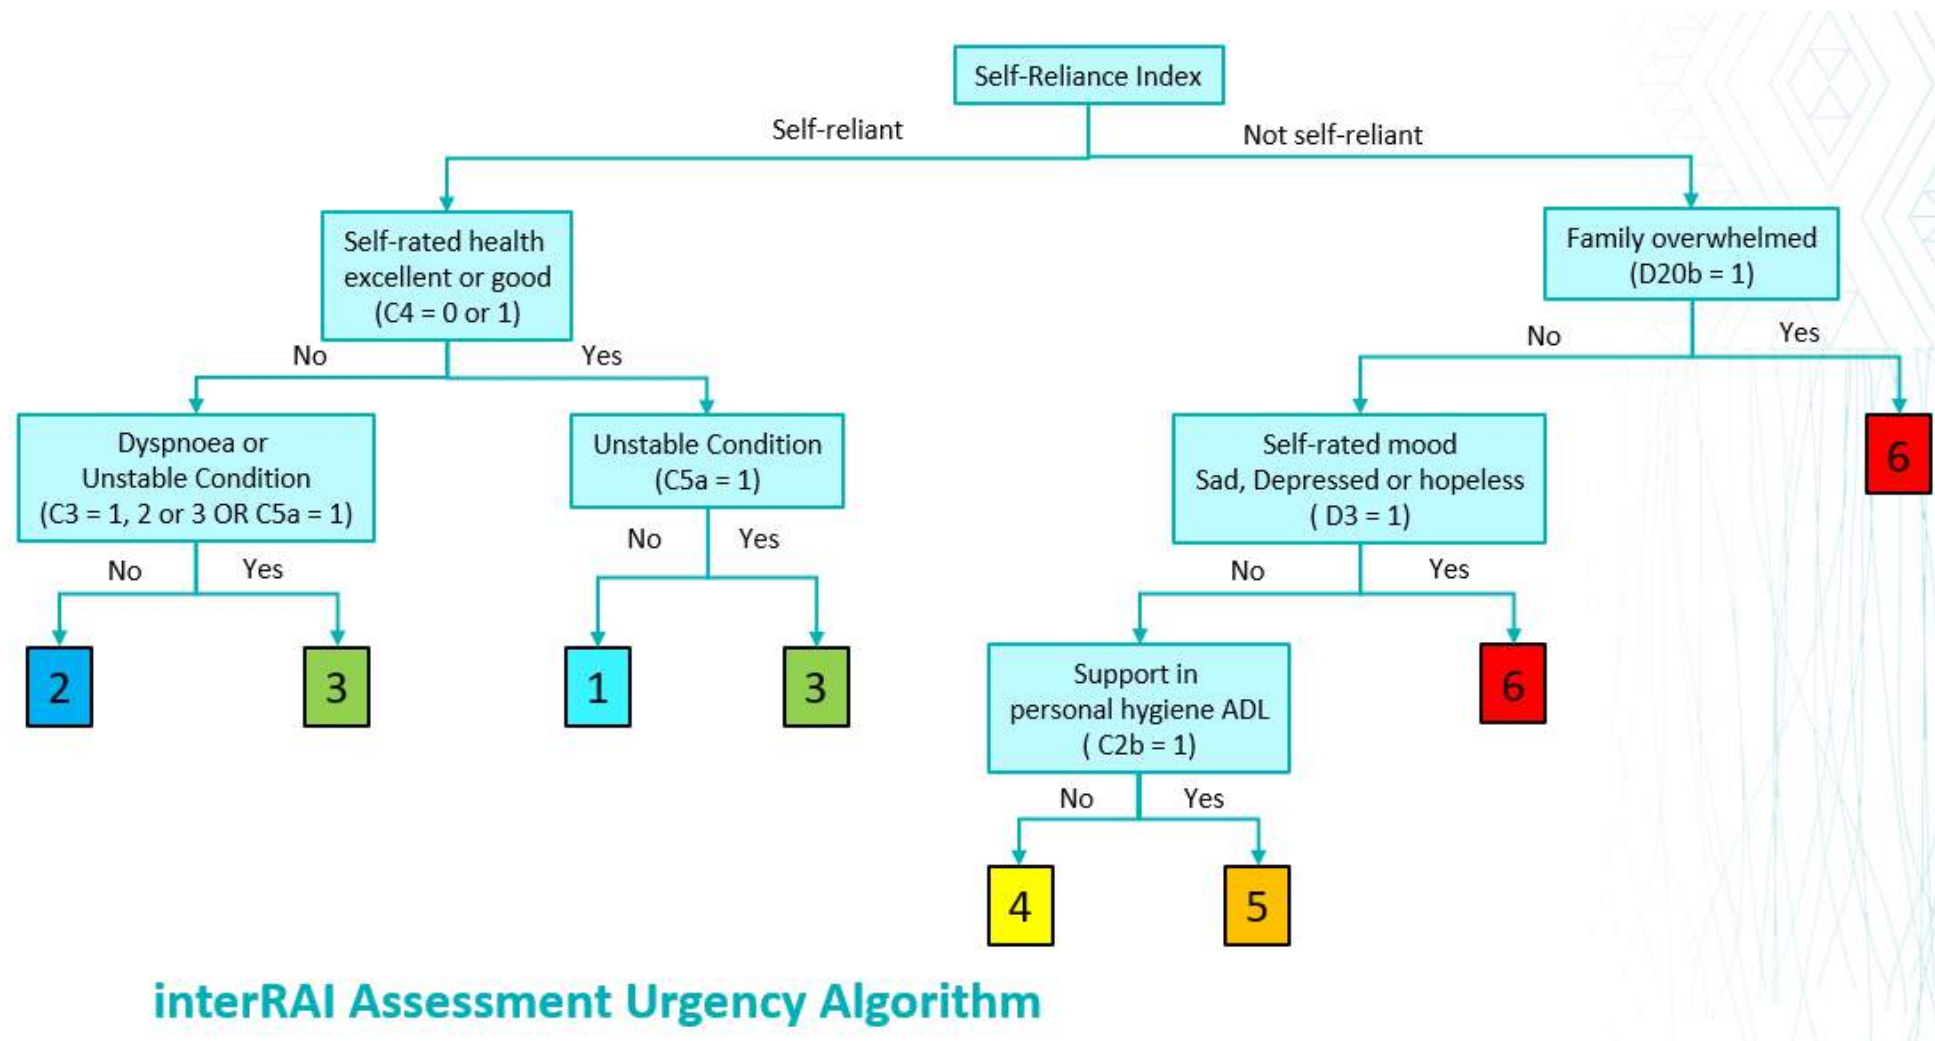 Self-Reliance Index
Self-reliant
Not self-reliant
Self-rated health
excellent or good
(C4 = 0 or 1)
Family overwhelmed
(D20b = 1)
No
Yes
No
Yes
Dyspnoea or
Unstable Condition
(C3 = 1, 2 or 3 OR C5a = 1)
Unstable Condition
(C5a = 1)
Self-rated mood
Sad, Depressed or hopeless
( D3 = 1)
6
No
Yes
No
Yes
No
Yes
2
3
1
3
Support in
personal hygiene ADL
( C2b = 1)
6
No
Yes
4
5
interRAI Assessment Urgency Algorithm